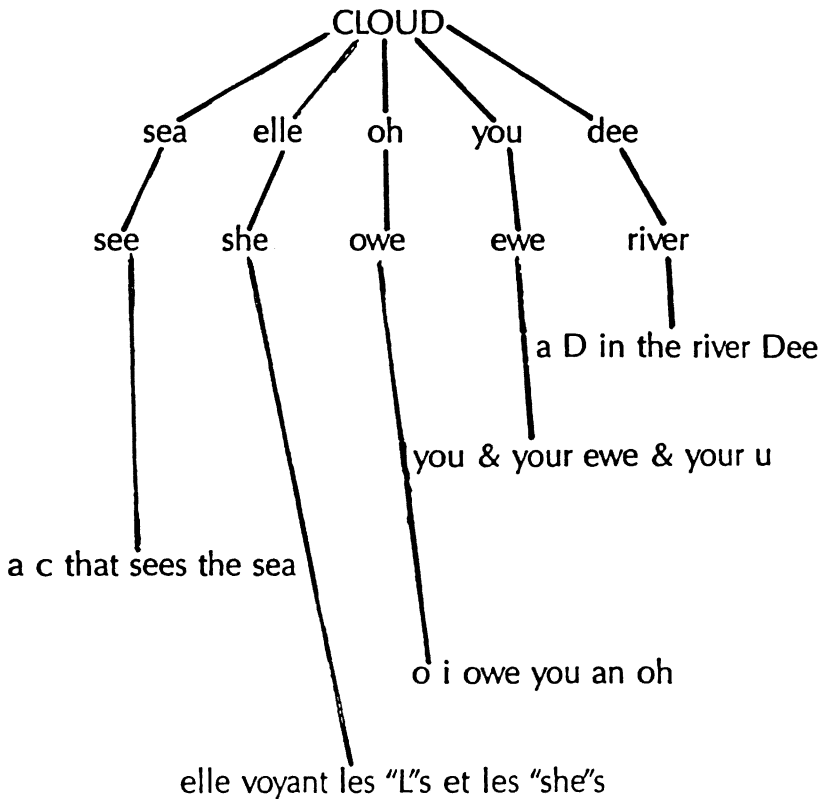 CLOUD
sea elle oh you dee
see she owe ewe river
a D in the river Dee
you & your ewe & your u
a c that sees the sea
o i owe you an oh
elle voyant les “L”s et les “she”s